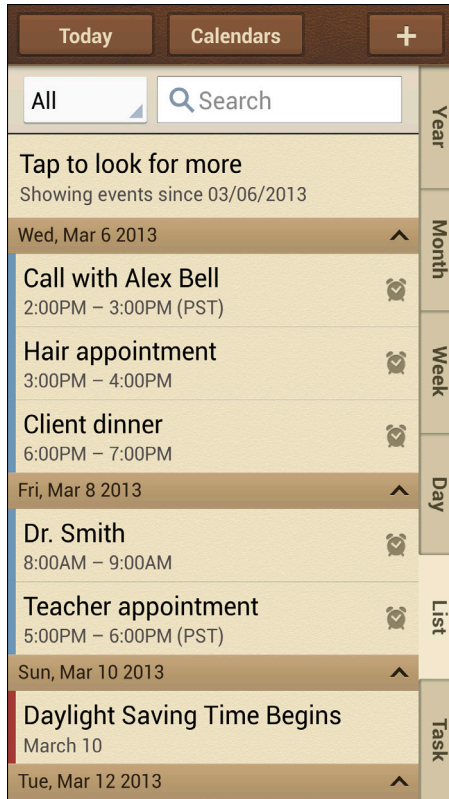 Today Calendars +
All Search
Tap to look for more
Showing events since 03/06/2013
Wed, Mar 6 2013
Call with Alex Bell
2:00PM – 3:00PM (PST)
Hair appointment
3:00PM – 4:00PM
Client dinner
6:00PM – 7:00PM
Fri, Mar 8 2013
Dr. Smith
8:00AM – 9:00AM
Teacher appointment
5:00PM – 6:00PM (PST)
Sun, Mar 10 2013
Daylight Saving Time Begins
March 10
Tue, Mar 12 2013
Year
Month
Week
Day
List
Task